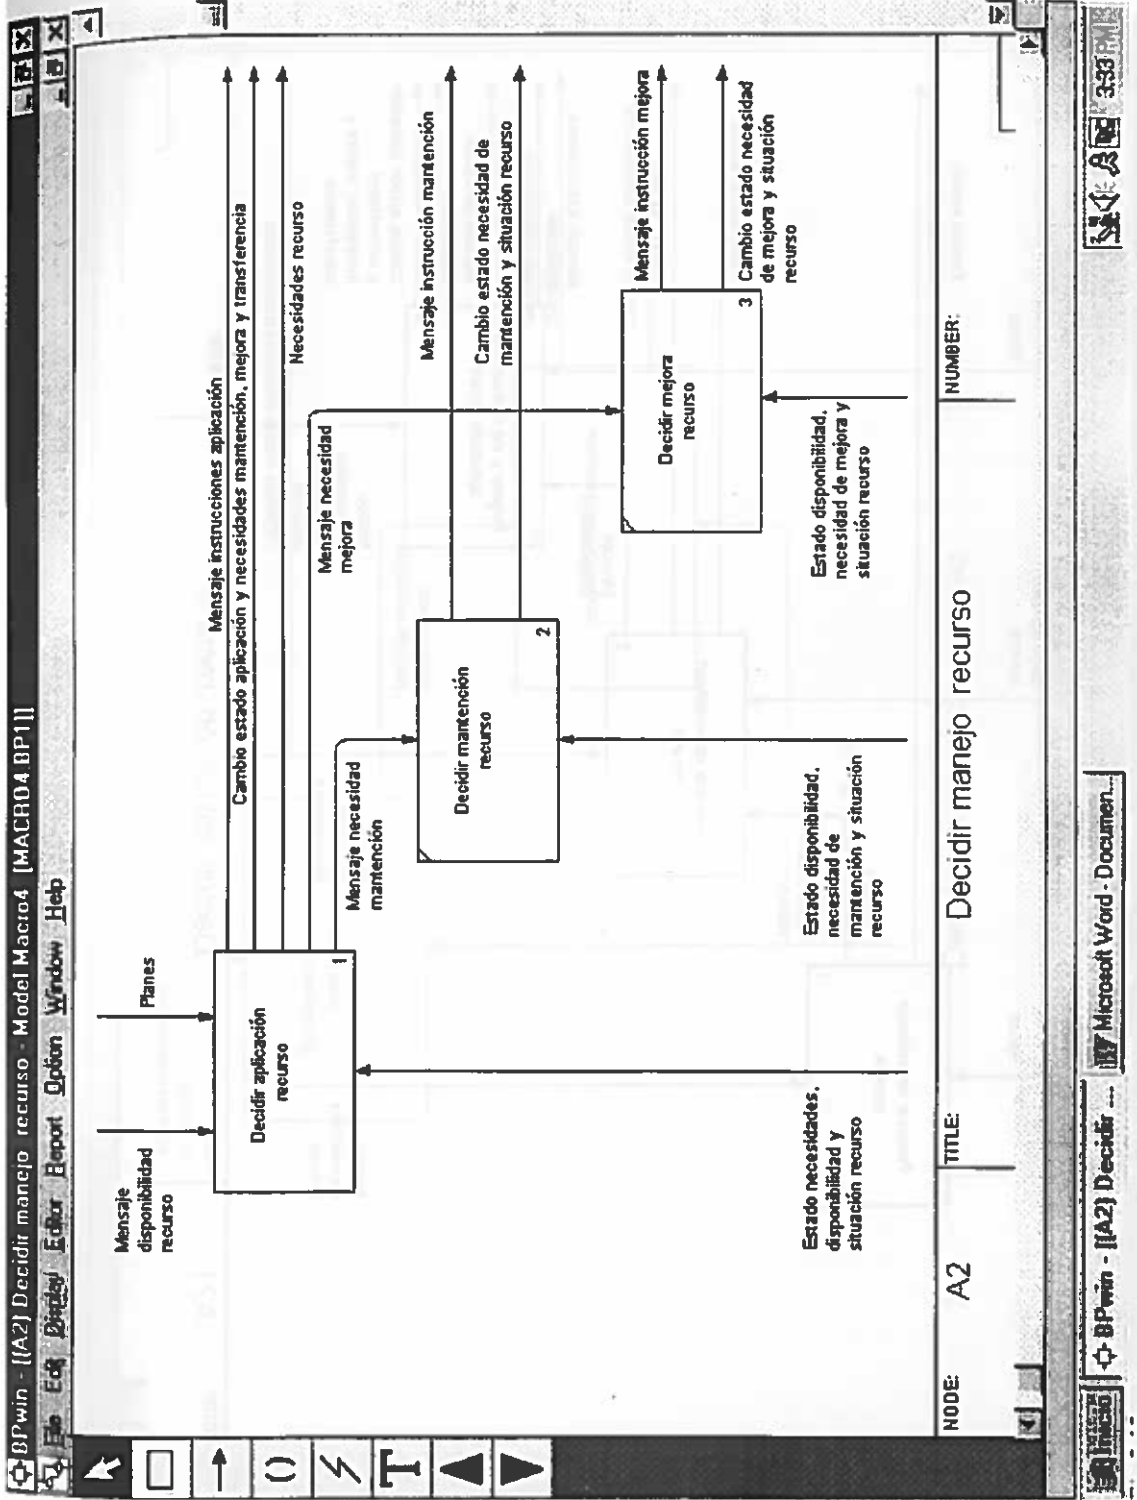 BPwin - [(A2) Decidir manejo recurso - Model Macro4 [MACRO4.BP1]]
File Edit Display Editor Report Option Window Help
Mensaje
disponibilidad
recurso
Planes
Decidir aplicación
recurso
1
Mensaje instrucciones aplicación
Cambio estado aplicación y necesidades mantención, mejora y transferencia
Necesidades recurso
Mensaje necesidad
mejora
Mensaje necesidad
mantención
Mensaje instrucción mantención
Cambio estado necesidad de
mantención y situación recurso
Decidir mantención
recurso
2
Mensaje instrucción mejora
Cambio estado necesidad
de mejora y situación
recurso
Decidir mejora
recurso
3
Estado necesidades,
disponibilidad y
situación recurso
Estado disponibilidad,
necesidad de
mantención y situación
recurso
Estado disponibilidad,
necesidad de mejora y
situación recurso
NODE: A2
TITLE: Decidir manejo recurso
NUMBER:
Inicio
BPwin - [(A2) Decidir ...
Microsoft Word - Documen...
3:33 PM